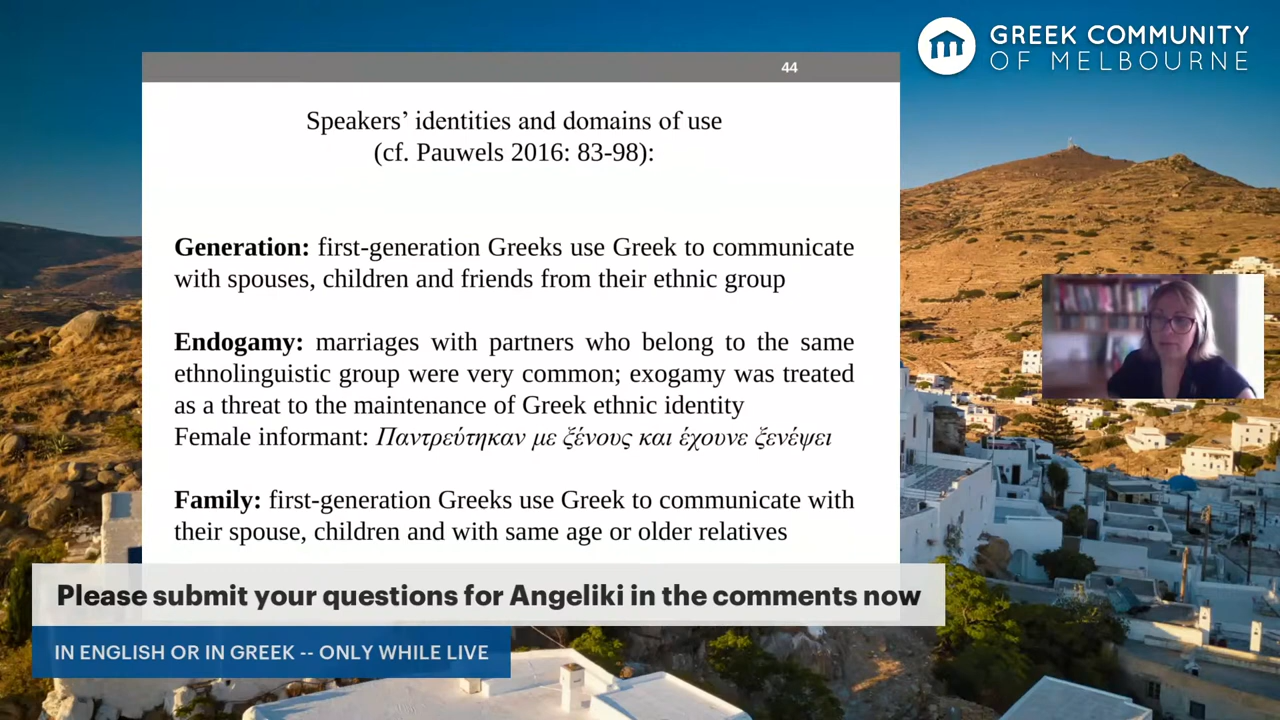 GREEK COMMUNITY
OF MELBOURNE
44
Speakers’ identities and domains of use
(cf. Pauwels 2016: 83-98):
Generation: first-generation Greeks use Greek to communicate
with spouses, children and friends from their ethnic group
Endogamy: marriages with partners who belong to the same
ethnolinguistic group were very common; exogamy was treated
as a threat to the maintenance of Greek ethnic identity
Female informant: Παντρεύτηκαν με ξένους και έχουνε ξενέψει
Family: first-generation Greeks use Greek to communicate with
their spouse, children and with same age or older relatives
Please submit your questions for Angeliki in the comments now
IN ENGLISH OR IN GREEK -- ONLY WHILE LIVE